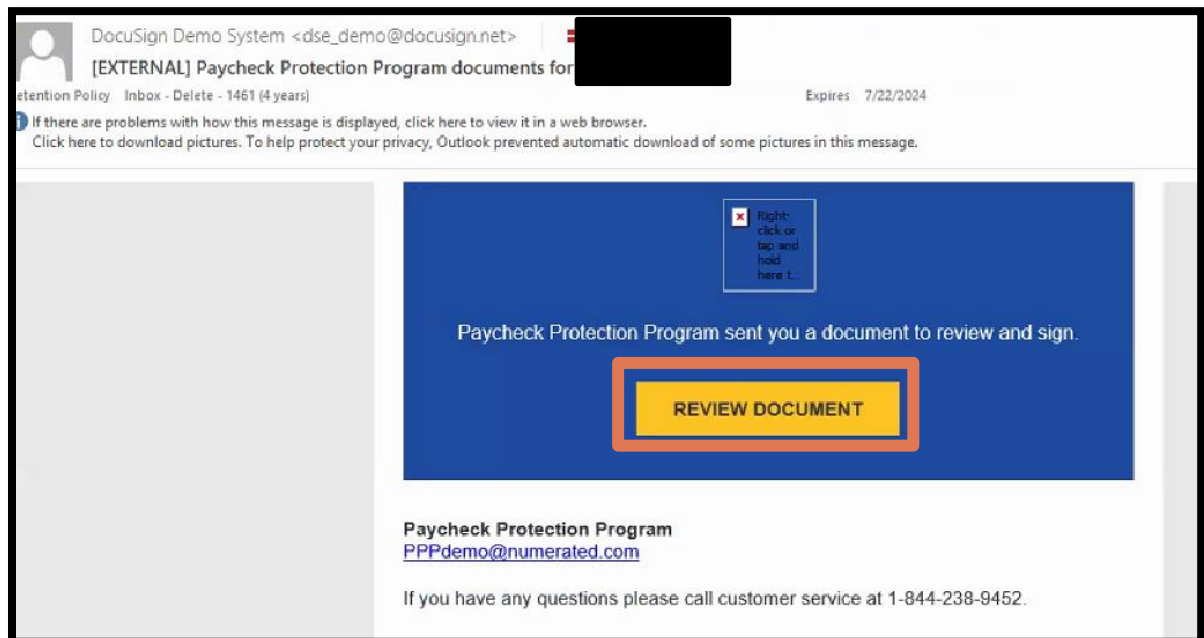 DocuSign Demo System <dse_demo@docusign.net>
[EXTERNAL] Paycheck Protection Program documents for
etention Policy Inbox - Delete - 1461 (4 years) Expires 7/22/2024
If there are problems with how this message is displayed, click here to view it in a web browser.
Click here to download pictures. To help protect your privacy, Outlook prevented automatic download of some pictures in this message.
Right-
click or
tap and
hold
here t...
Paycheck Protection Program sent you a document to review and sign.
REVIEW DOCUMENT
Paycheck Protection Program
PPPdemo@numerated.com
If you have any questions please call customer service at 1-844-238-9452.